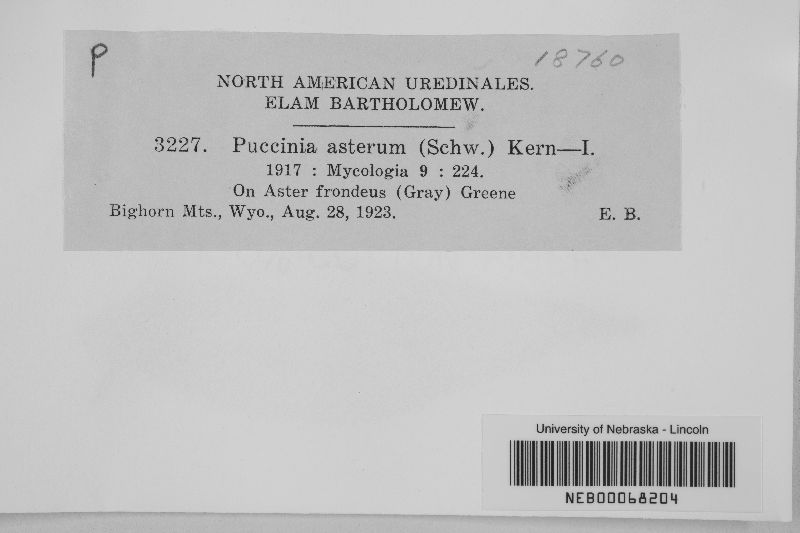 P
18760
NORTH AMERICAN UREDINALES.
ELAM BARTHOLOMEW.
3227. Puccinia asterum (Schw.) Kern—I.
1917 : Mycologia 9 : 224.
On Aster frondeus (Gray) Greene
Bighorn Mts., Wyo., Aug. 28, 1923. E. B.
University of Nebraska - Lincoln
NEB00068204